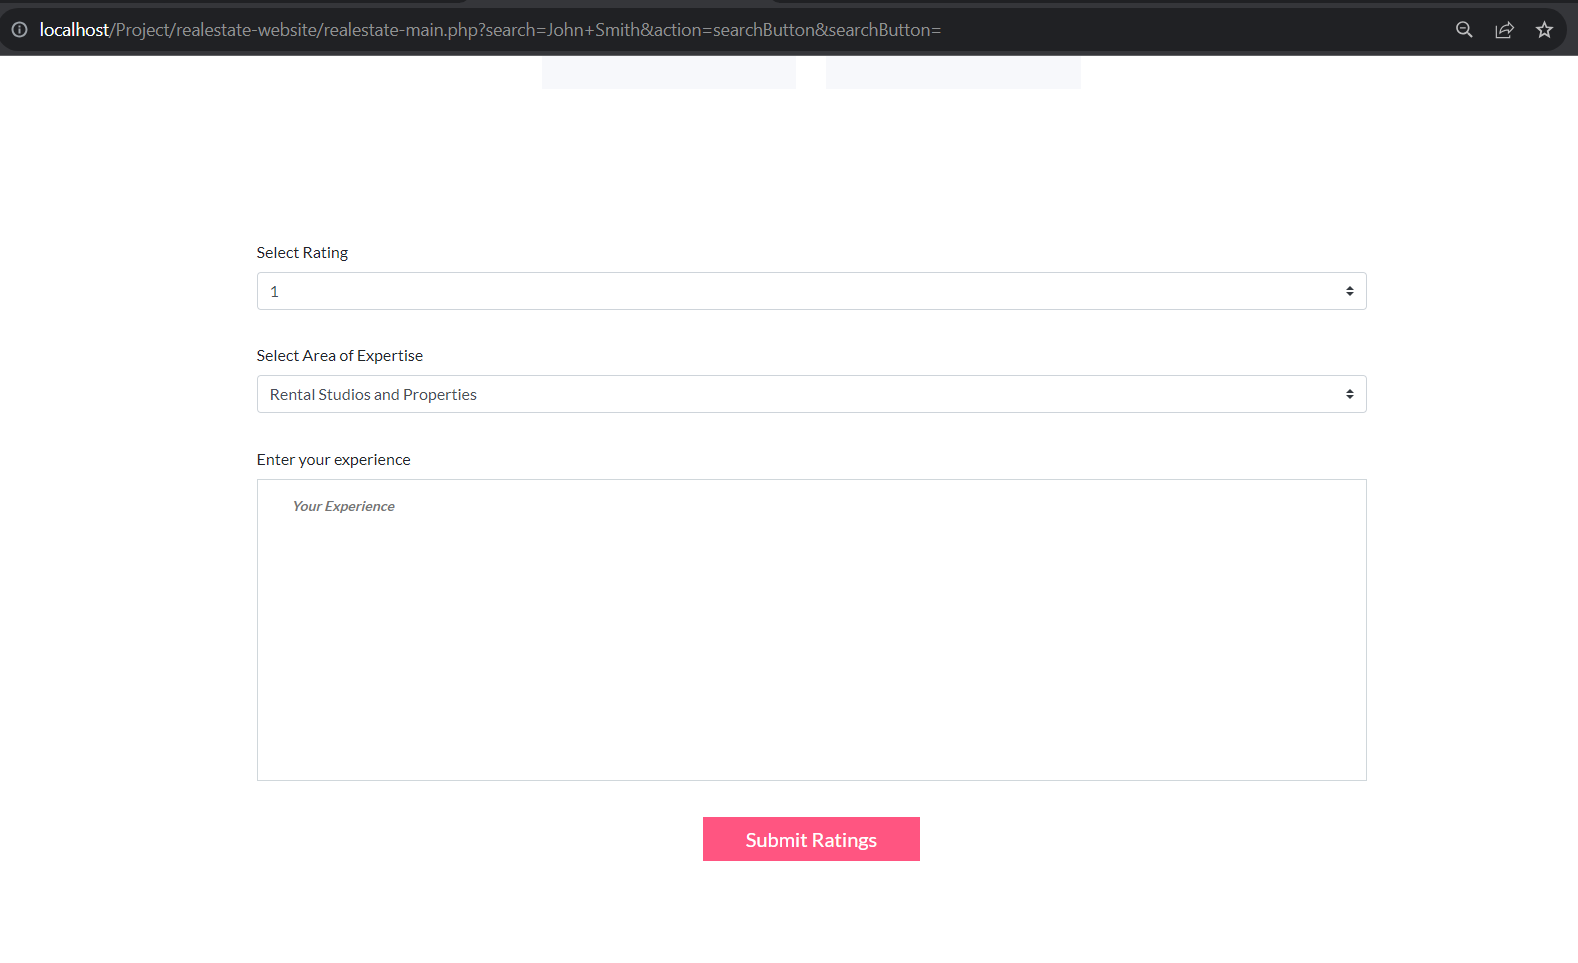 localhost/Project/realestate-website/realestate-main.php?search=John+Smith&action=searchButton&searchButton=
Select Rating
1
Select Area of Expertise
Rental Studios and Properties
Enter your experience
Your Experience
Submit Ratings